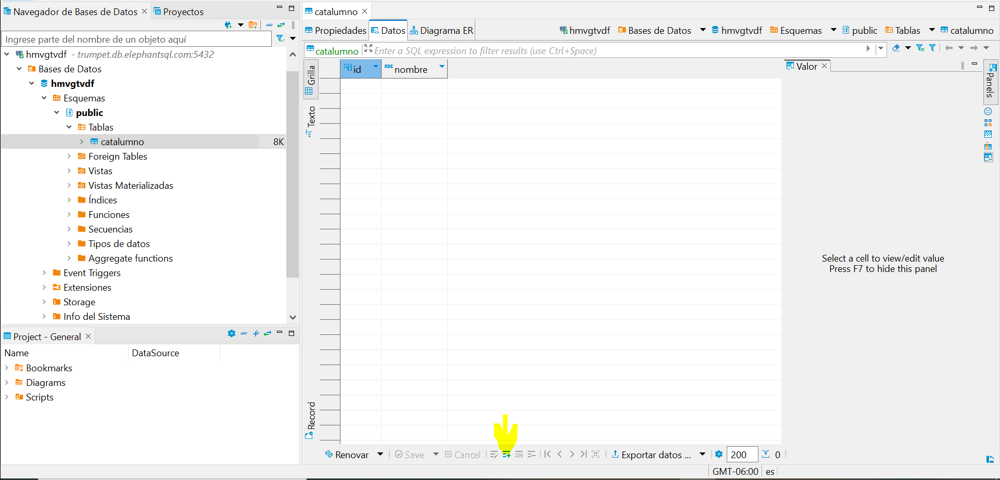 Navegador de Bases de Datos
Proyectos
Ingrese parte del nombre de un objeto aquí
hmvgtvdf - trumpet.db.elephantsql.com:5432
Bases de Datos
hmvgtvdf
Esquemas
public
Tablas
catalumno 8K
Foreign Tables
Vistas
Vistas Materializadas
Índices
Funciones
Secuencias
Tipos de datos
Aggregate functions
Event Triggers
Extensiones
Storage
Info del Sistema
Project - General
Name DataSource
Bookmarks
Diagrams
Scripts
catalumno
Propiedades Datos Diagrama ER
hmvgtvdf Bases de Datos hmvgtvdf Esquemas public Tablas catalumno
catalumno Enter a SQL expression to filter results (use Ctrl+Space)
Grilla
Texto
Record
123 id ABC nombre
Valor
Panels
Select a cell to view/edit value
Press F7 to hide this panel
Renovar Save Cancel Exportar datos ... 200 0
GMT-06:00 es